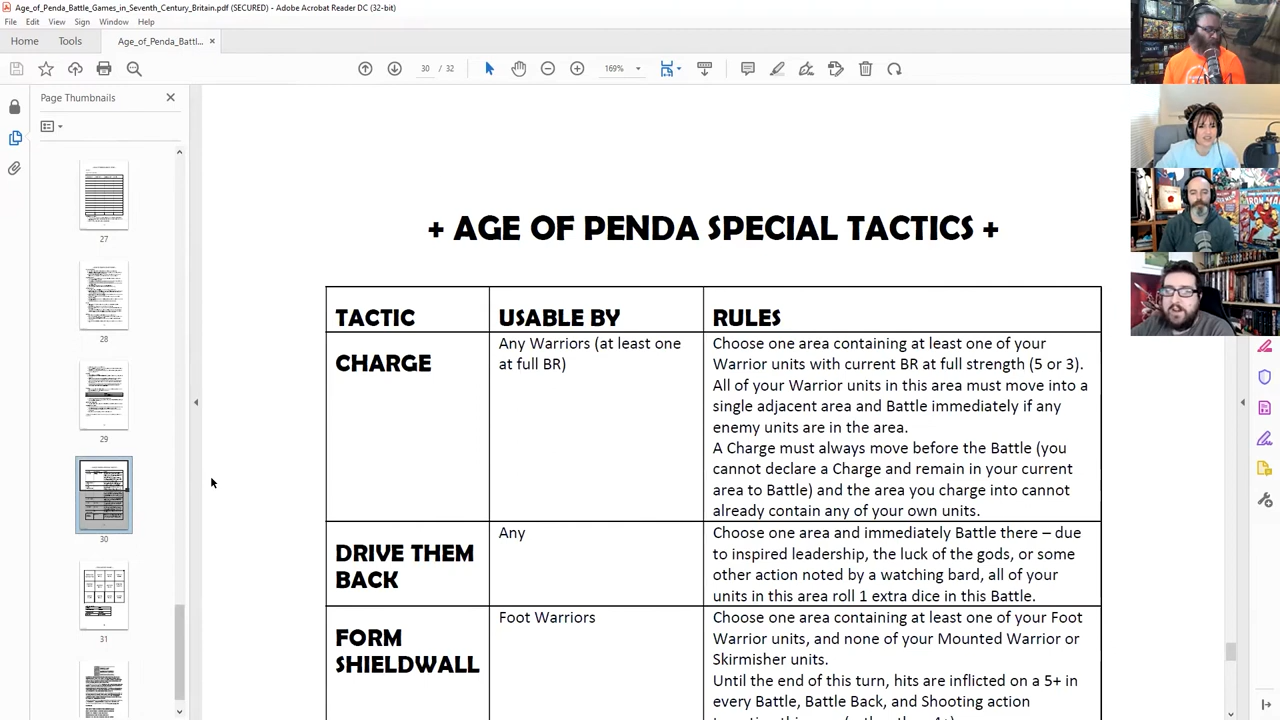 Age_of_Penda_Battle_Games_in_Seventh_Century_Britain.pdf (SECURED) - Adobe Acrobat Reader DC (32-bit)
File Edit View Sign Window Help
Home Tools Age_of_Penda_Battl... ×
30 / 32 169%
Page Thumbnails
27
28
29
30
31
+ AGE OF PENDA SPECIAL TACTICS +
TACTIC USABLE BY RULES
CHARGE
Any Warriors (at least one
at full BR)
Choose one area containing at least one of your
Warrior units with current BR at full strength (5 or 3).
All of your Warrior units in this area must move into a
single adjacent area and Battle immediately if any
enemy units are in the area.
A Charge must always move before the Battle (you
cannot declare a Charge and remain in your current
area to Battle) and the area you charge into cannot
already contain any of your own units.
DRIVE THEM
BACK
Any
Choose one area and immediately Battle there – due
to inspired leadership, the luck of the gods, or some
other action noted by a watching bard, all of your
units in this area roll 1 extra dice in this Battle.
FORM
SHIELDWALL
Foot Warriors
Choose one area containing at least one of your Foot
Warrior units, and none of your Mounted Warrior or
Skirmisher units.
Until the end of this turn, hits are inflicted on a 5+ in
every Battle, Battle Back, and Shooting action
IRON MAN